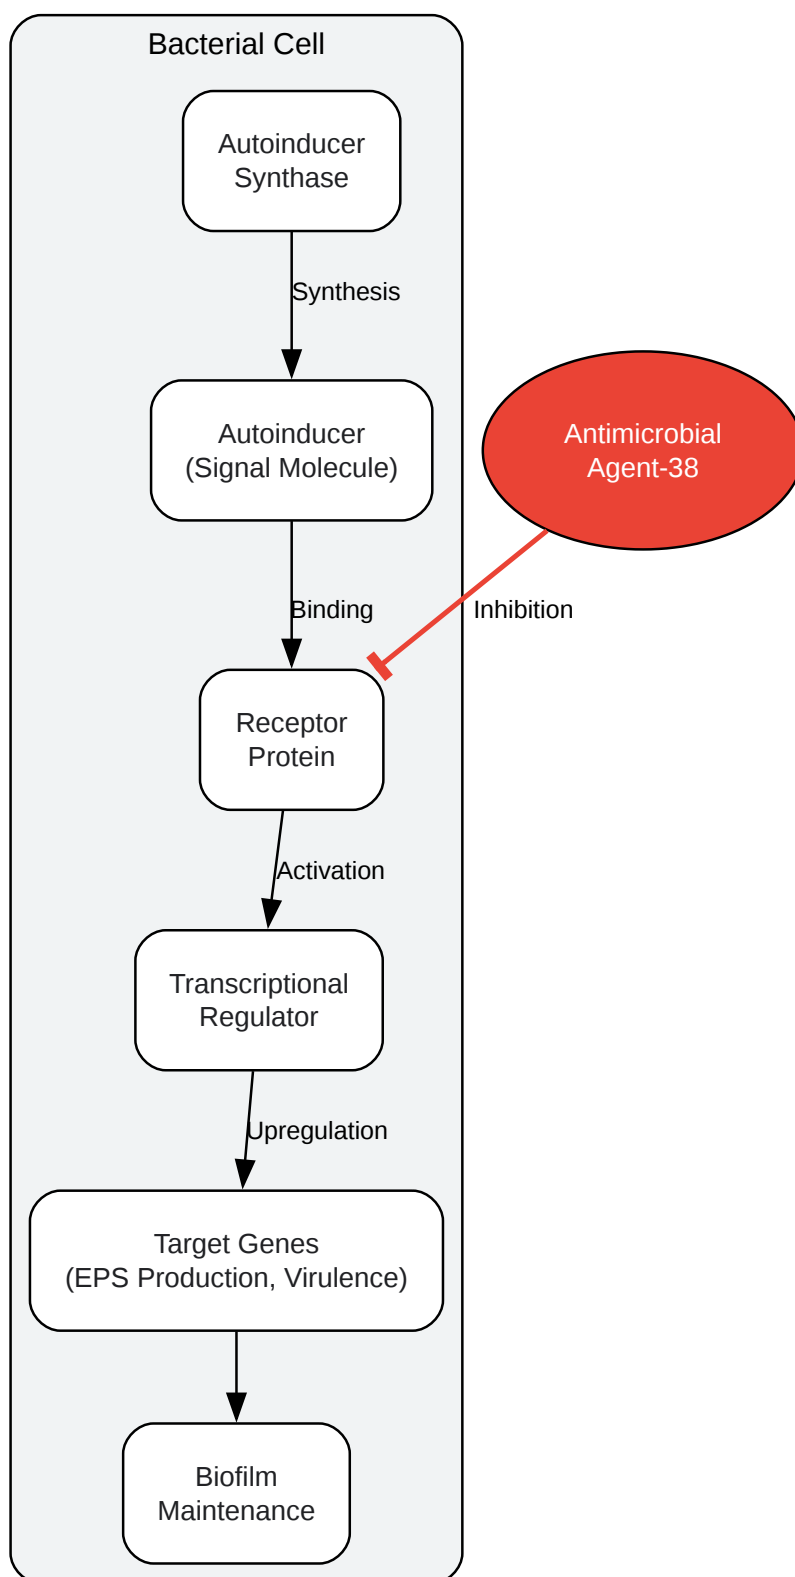 Bacterial Cell
Autoinducer
Synthase
Synthesis
Autoinducer
(Signal Molecule)
Antimicrobial
Agent-38
Binding
Inhibition
Receptor
Protein
Activation
Transcriptional
Regulator
Upregulation
Target Genes
(EPS Production, Virulence)
Biofilm
Maintenance